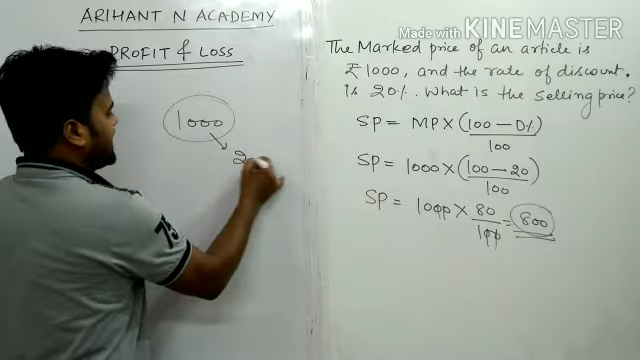 ARIHANT N ACADEMY
PROFIT & LOSS
1000
2
Made with KINEMASTER
The Marked price of an article is
₹1000, and the rate of discount.
Is 20%. What is the selling price?
SP = MP × (100 – D%)
100
SP = 1000 × (100 – 20)
100
SP = 1000 × 80 = 800
100
75